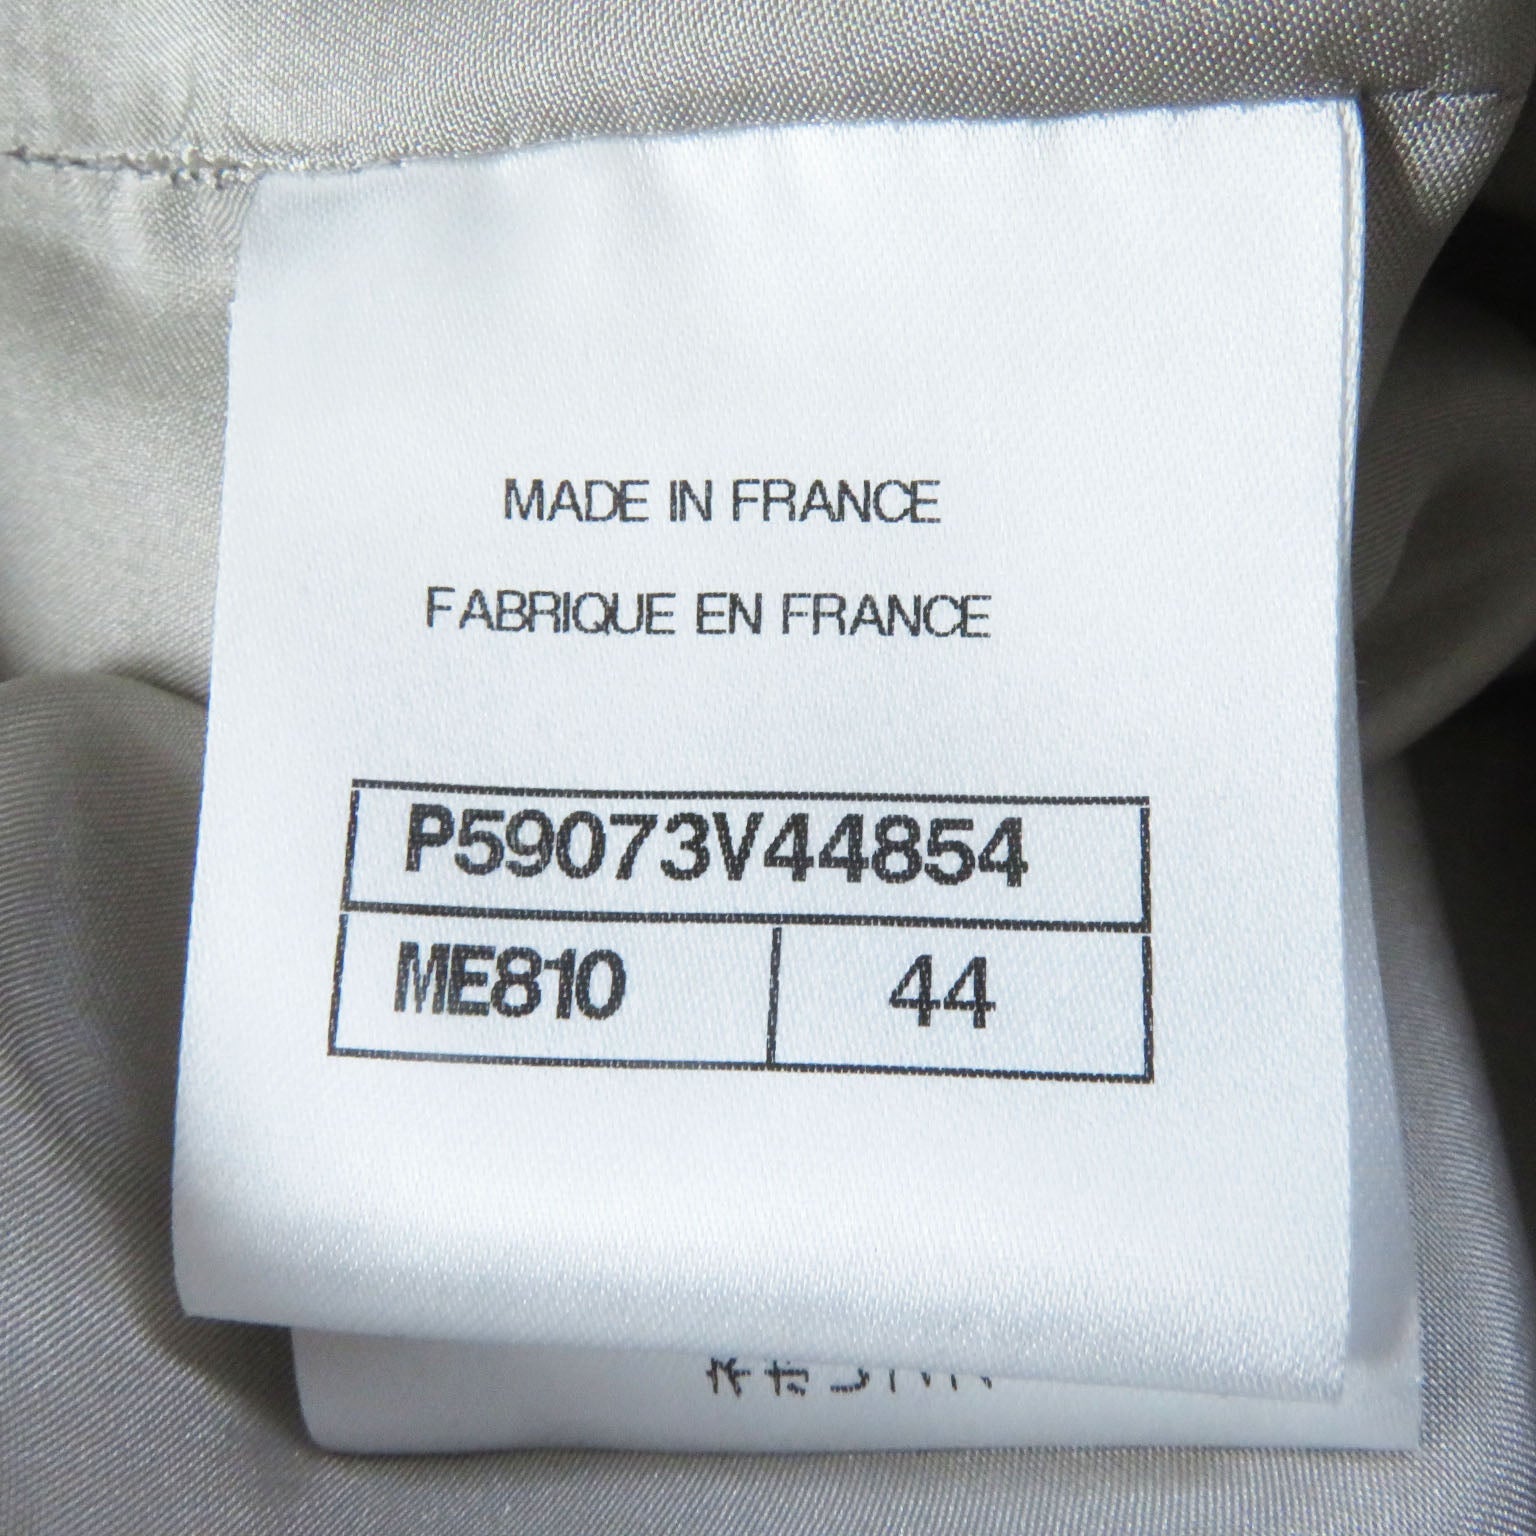 MADE IN FRANCE
FABRIQUE EN FRANCE
P59073V44854
ME810 44